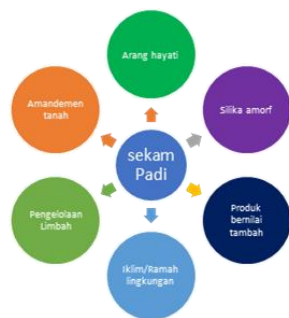 Arang hayati
Amandemen
tanah
Silika amorf
sekam
Padi
Pengelolaan
Limbah
Produk
bernilai
tambah
Iklim/Ramah
lingkungan